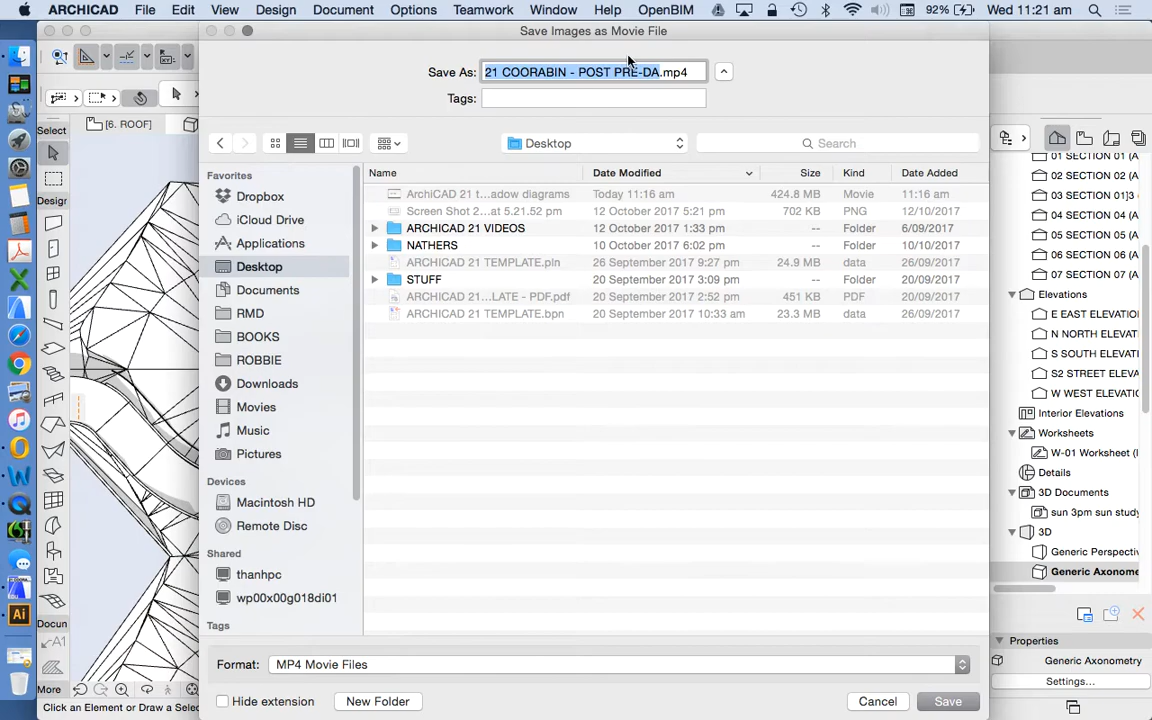 ARCHICAD File Edit View Design Document Options Teamwork Window Help OpenBIM 92% Wed 11:21 am
Save Images as Movie File
Save As: 21 COORABIN - POST PRE-DA.mp4
Tags:
Desktop
Search
Select
Design
Docun
More
[6. ROOF]
Favorites
Dropbox
iCloud Drive
Applications
Desktop
Documents
RMD
BOOKS
ROBBIE
Downloads
Movies
Music
Pictures
Devices
Macintosh HD
Remote Disc
Shared
thanhpc
wp00x00g018di01
Tags
Name Date Modified Size Kind Date Added
ArchiCAD 21 t...adow diagrams Today 11:16 am 424.8 MB Movie 11:16 am
Screen Shot 2...at 5.21.52 pm 12 October 2017 5:21 pm 702 KB PNG 12/10/2017
ARCHICAD 21 VIDEOS 12 October 2017 1:33 pm -- Folder 6/09/2017
NATHERS 10 October 2017 6:02 pm -- Folder 10/10/2017
ARCHICAD 21 TEMPLATE.pln 26 September 2017 9:27 pm 24.9 MB data 26/09/2017
STUFF 20 September 2017 3:09 pm -- Folder 20/09/2017
ARCHICAD 21...LATE - PDF.pdf 20 September 2017 2:52 pm 451 KB PDF 20/09/2017
ARCHICAD 21 TEMPLATE.bpn 20 September 2017 10:33 am 23.3 MB data 26/09/2017
Format: MP4 Movie Files
Hide extension
New Folder
Cancel
Save
01 SECTION 01 (A
02 SECTION 02 (A
03 SECTION 01)3
04 SECTION 04 (A
05 SECTION 05 (A
06 SECTION 06 (A
07 SECTION 07 (A
Elevations
E EAST ELEVATIO
N NORTH ELEVAT
S SOUTH ELEVATI
S2 STREET ELEVA
W WEST ELEVATIO
Interior Elevations
Worksheets
W-01 Worksheet (I
Details
3D Documents
sun 3pm sun study
3D
Generic Perspectiv
Generic Axonome
Properties
Generic Axonometry
Settings...
Click an Element or Draw a Selec